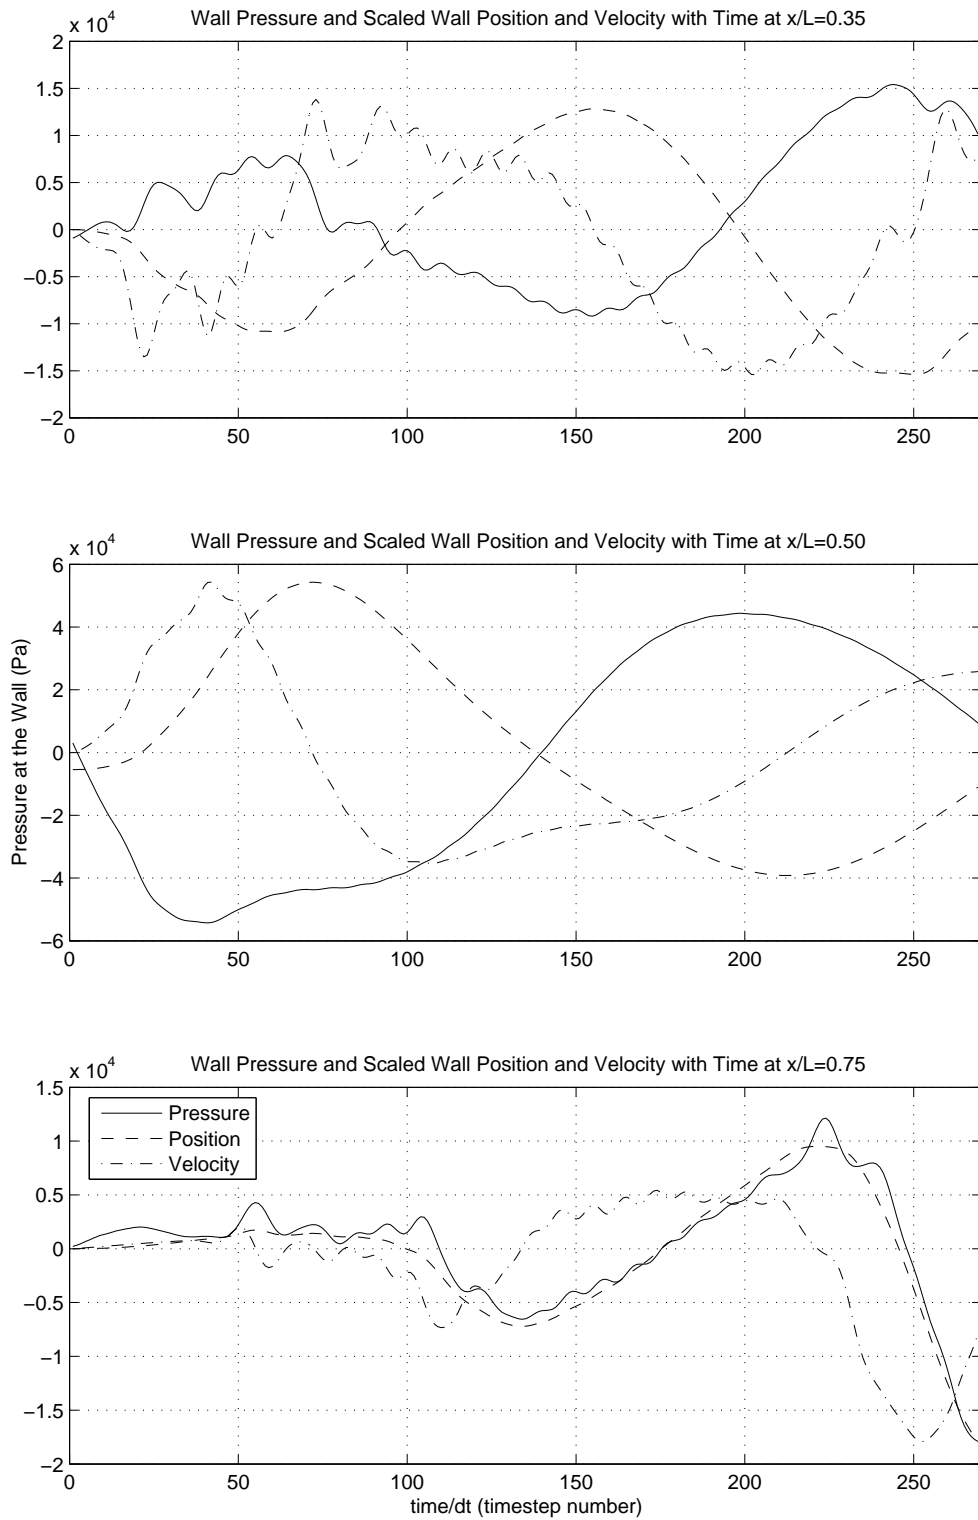 Wall Pressure and Scaled Wall Position and Velocity with Time at x/L=0.35
x 10^4
2
1.5
1
0.5
0
−0.5
−1
−1.5
−2
0 50 100 150 200 250
Wall Pressure and Scaled Wall Position and Velocity with Time at x/L=0.50
x 10^4
6
4
2
0
−2
−4
−6
Pressure at the Wall (Pa)
0 50 100 150 200 250
Wall Pressure and Scaled Wall Position and Velocity with Time at x/L=0.75
x 10^4
1.5
1
0.5
0
−0.5
−1
−1.5
−2
Pressure
Position
Velocity
0 50 100 150 200 250
time/dt (timestep number)